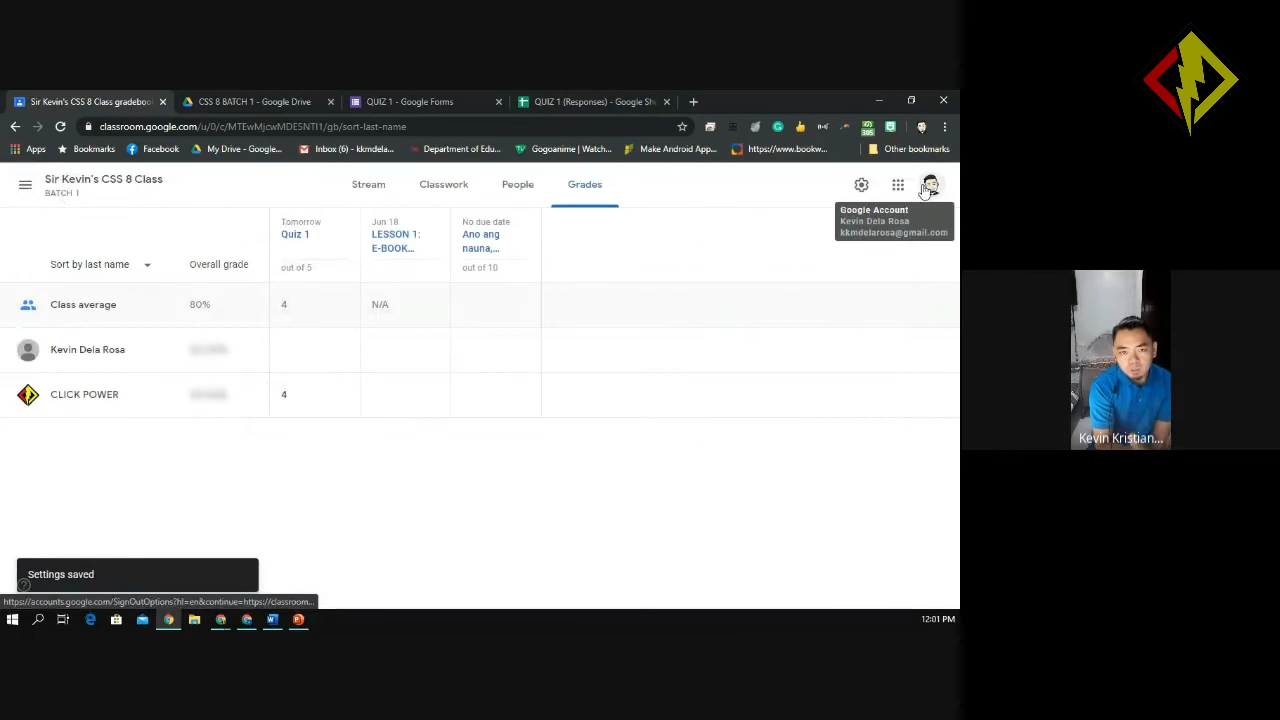 Sir Kevin's CSS 8 Class gradeboo
CSS 8 BATCH 1 - Google Drive
QUIZ 1 - Google Forms
QUIZ 1 (Responses) - Google Sh
classroom.google.com/u/0/c/MTEwMjcwMDE5NTI1/gb/sort-last-name
305
Apps
Bookmarks
Facebook
My Drive - Google...
Inbox (6) - kkmdela...
Department of Edu...
Gogoanime | Watch...
Make Android App...
https://www.bookw...
Other bookmarks
Sir Kevin's CSS 8 Class
BATCH 1
Stream
Classwork
People
Grades
Google Account
Kevin Dela Rosa
kkmdelarosa@gmail.com
Sort by last name
Overall grade
Tomorrow
Quiz 1
out of 5
Jun 18
LESSON 1:
E-BOOK...
No due date
Ano ang
nauna,...
out of 10
Class average
80%
4
N/A
Kevin Dela Rosa
CLICK POWER
4
Kevin Kristian...
Settings saved
https://accounts.google.com/SignOutOptions?hl=en&continue=https://classroom...
12:01 PM